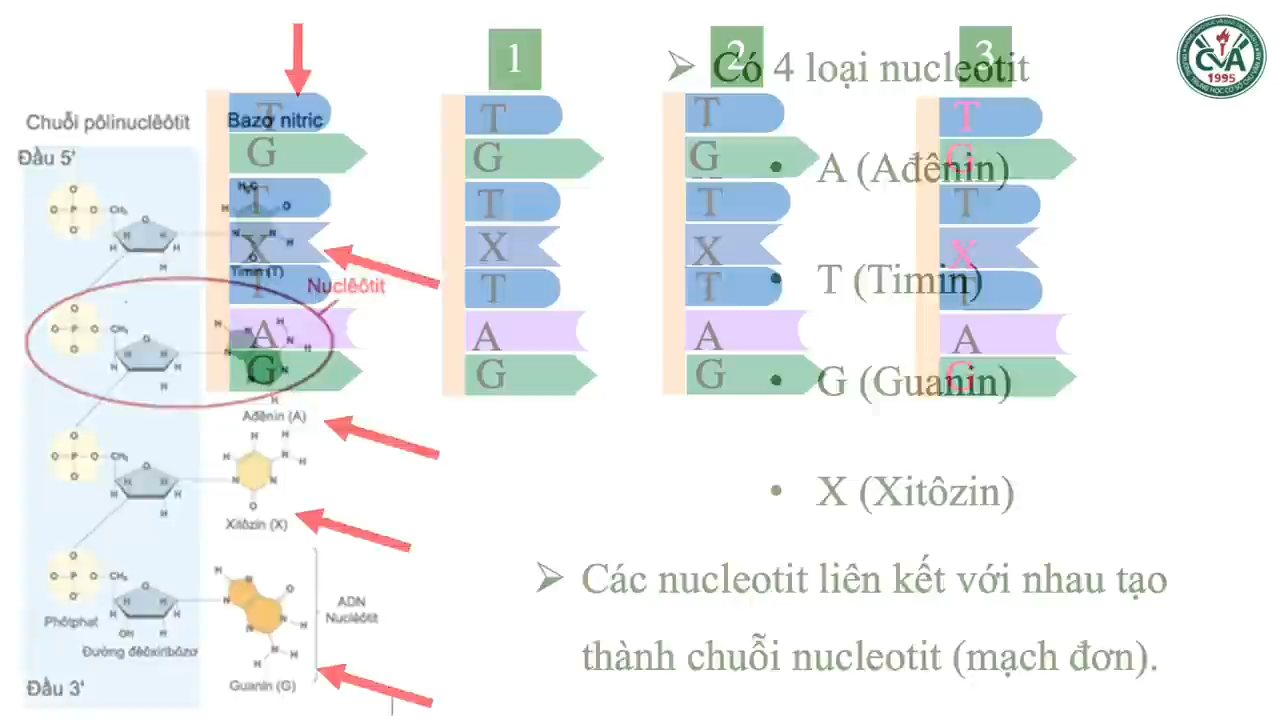 1
2
3
CVA
1995
Có 4 loại nucleotit
A (Ađênin)
T (Timin)
G (Guanin)
X (Xitôzin)
Các nucleotit liên kết với nhau tạo
thành chuỗi nucleotit (mạch đơn).
Chuỗi pôlinuclêôtit
Bazơ nitric
Đầu 5'
Timin (T)
Nuclêôtit
Ađênin (A)
Xitôzin (X)
ADN
Nuclêôtit
Phôtphat
Đường đêôxiribôzơ
Guanin (G)
Đầu 3'
T
G
T
X
T
A
G
T
G
T
X
T
A
G
T
G
T
X
T
A
G
T
G
T
X
T
A
G